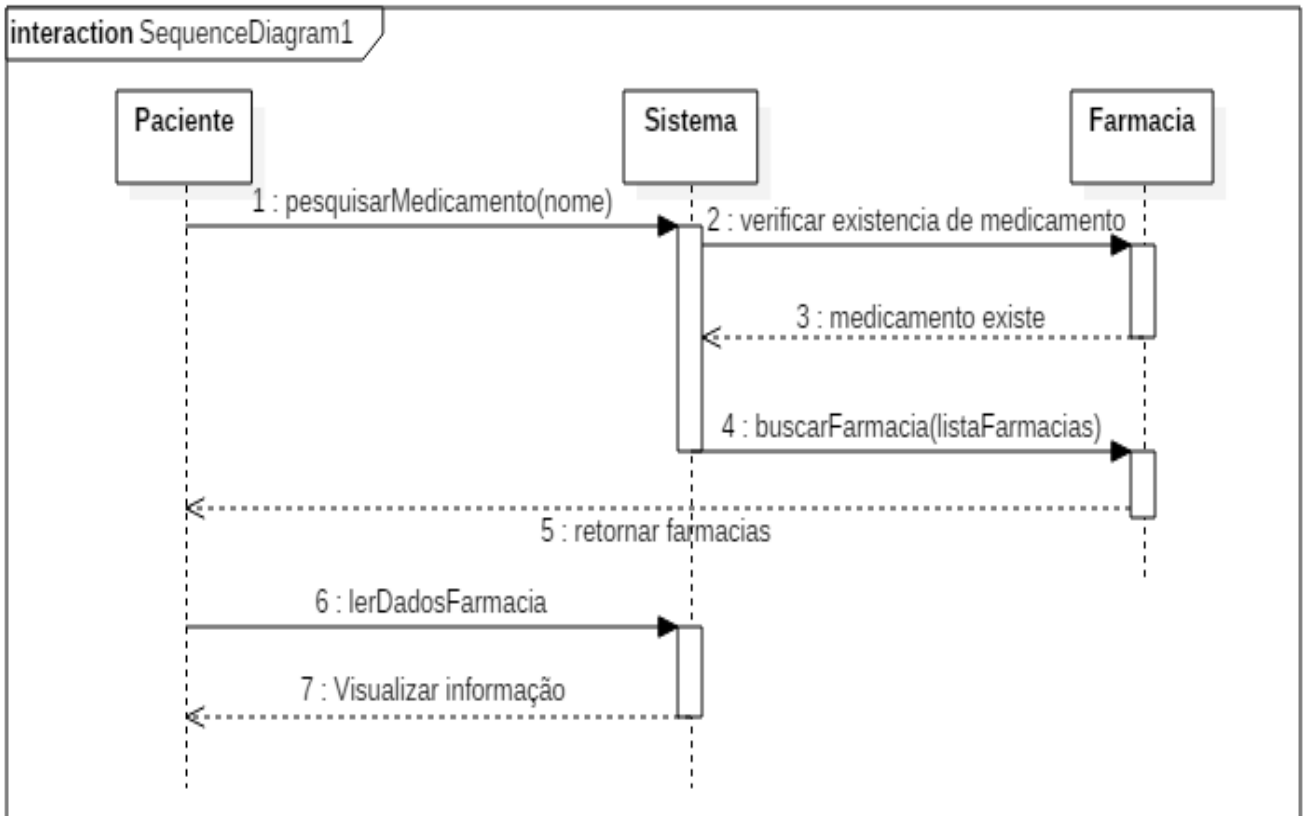 interaction SequenceDiagram1
Paciente
Sistema
Farmacia
1 : pesquisarMedicamento(nome)
2 : verificar existencia de medicamento
3 : medicamento existe
4 : buscarFarmacia(listaFarmacias)
5 : retornar farmacias
6 : lerDadosFarmacia
7 : Visualizar informação